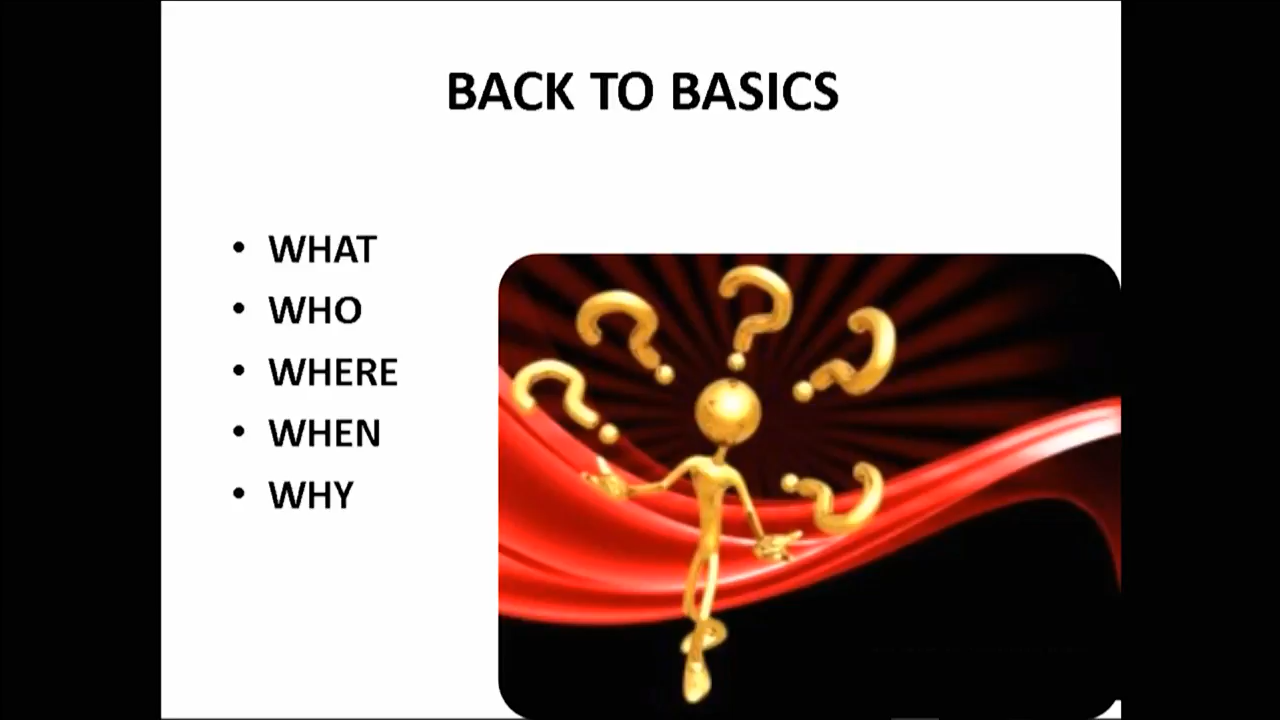 BACK TO BASICS
• WHAT
• WHO
• WHERE
• WHEN
• WHY